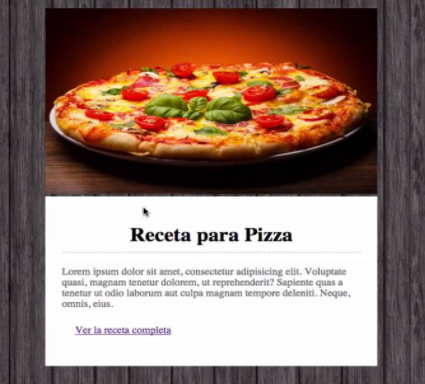 Receta para Pizza
Lorem ipsum dolor sit amet, consectetur adipisicing elit. Voluptate
quasi, magnam tenetur dolorem, ut reprehenderit? Sapiente quas a
tenetur ut odio laborum aut culpa magnam tempore deleniti. Neque,
omnis, eius.
Ver la receta completa